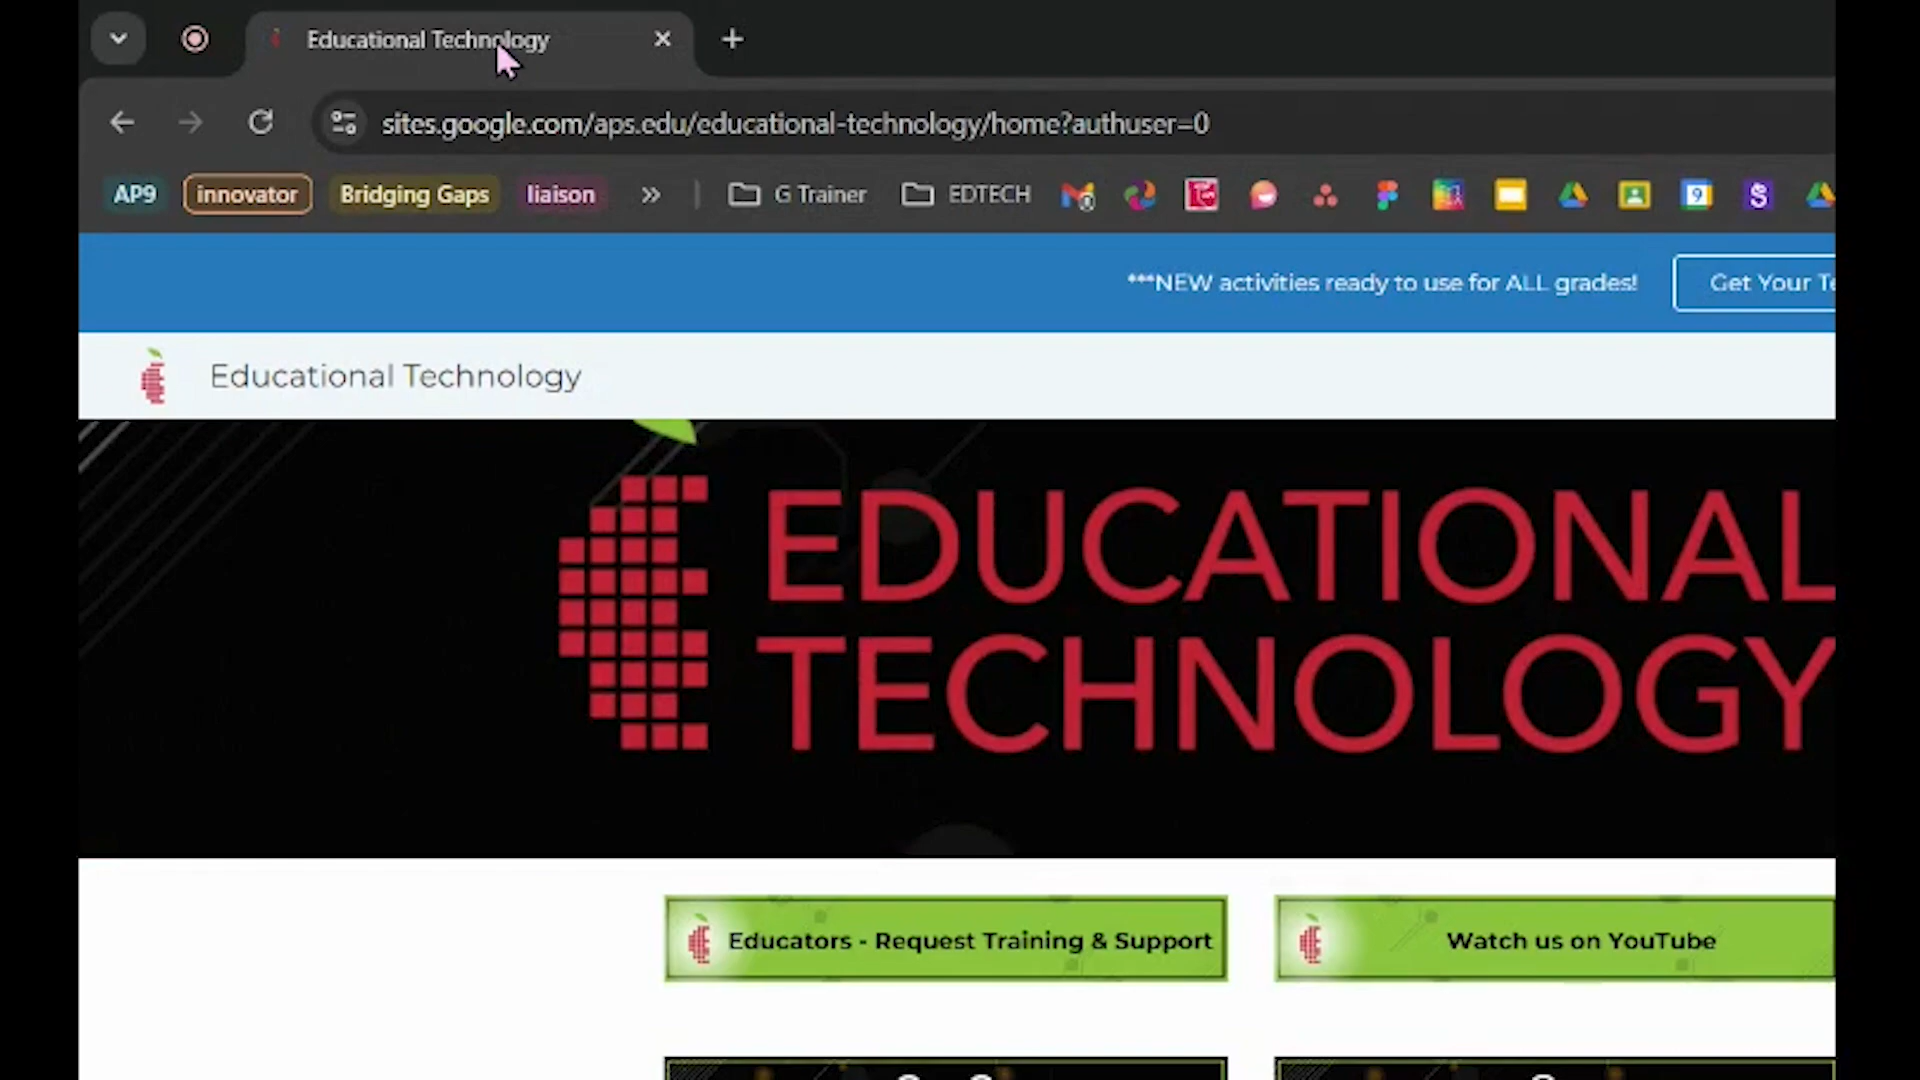 Educational Technology
sites.google.com/aps.edu/educational-technology/home?authuser=0
AP9 innovator Bridging Gaps liaison » G Trainer EDTECH
***NEW activities ready to use for ALL grades! Get Your
Educational Technology
EDUCATIONAL
TECHNOLOGY
Educators - Request Training & Support Watch us on YouTube